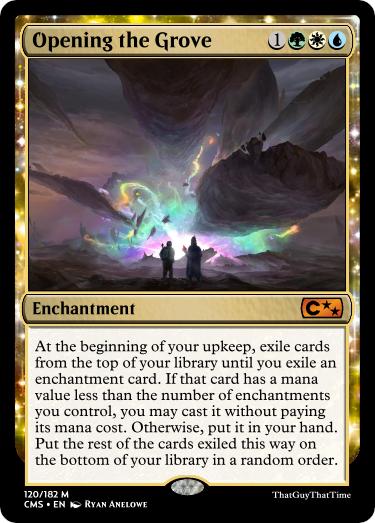 Opening the Grove 1
Enchantment C
At the beginning of your upkeep, exile cards
from the top of your library until you exile an
enchantment card. If that card has a mana
value less than the number of enchantments
you control, you may cast it without paying
its mana cost. Otherwise, put it in your hand.
Put the rest of the cards exiled this way on
the bottom of your library in a random order.
120/182 M
CMS • EN Ryan Anelowe ThatGuyThatTime